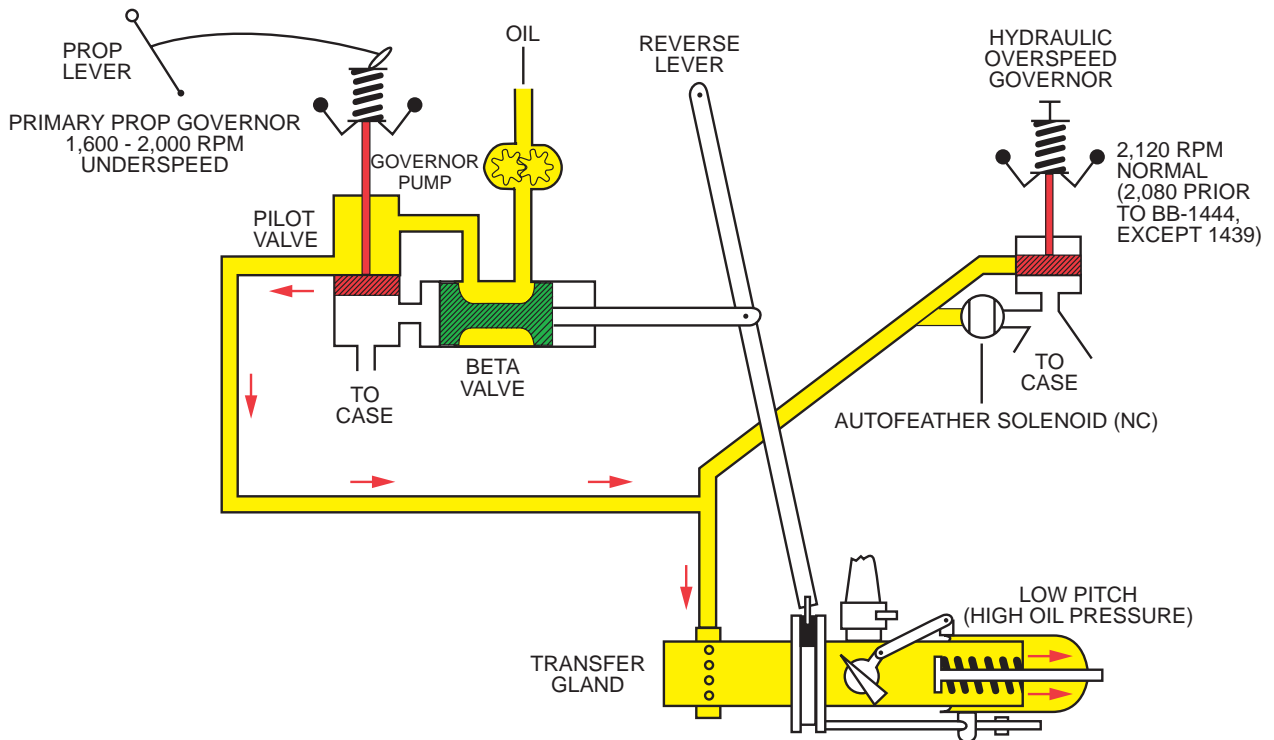 PROP
LEVER
PRIMARY PROP GOVERNOR
1,600 - 2,000 RPM
UNDERSPEED
OIL
GOVERNOR
PUMP
REVERSE
LEVER
HYDRAULIC
OVERSPEED
GOVERNOR
2,120 RPM
NORMAL
(2,080 PRIOR
TO BB-1444,
EXCEPT 1439)
PILOT
VALVE
TO
CASE
BETA
VALVE
TO
CASE
AUTOFEATHER SOLENOID (NC)
LOW PITCH
(HIGH OIL PRESSURE)
TRANSFER
GLAND